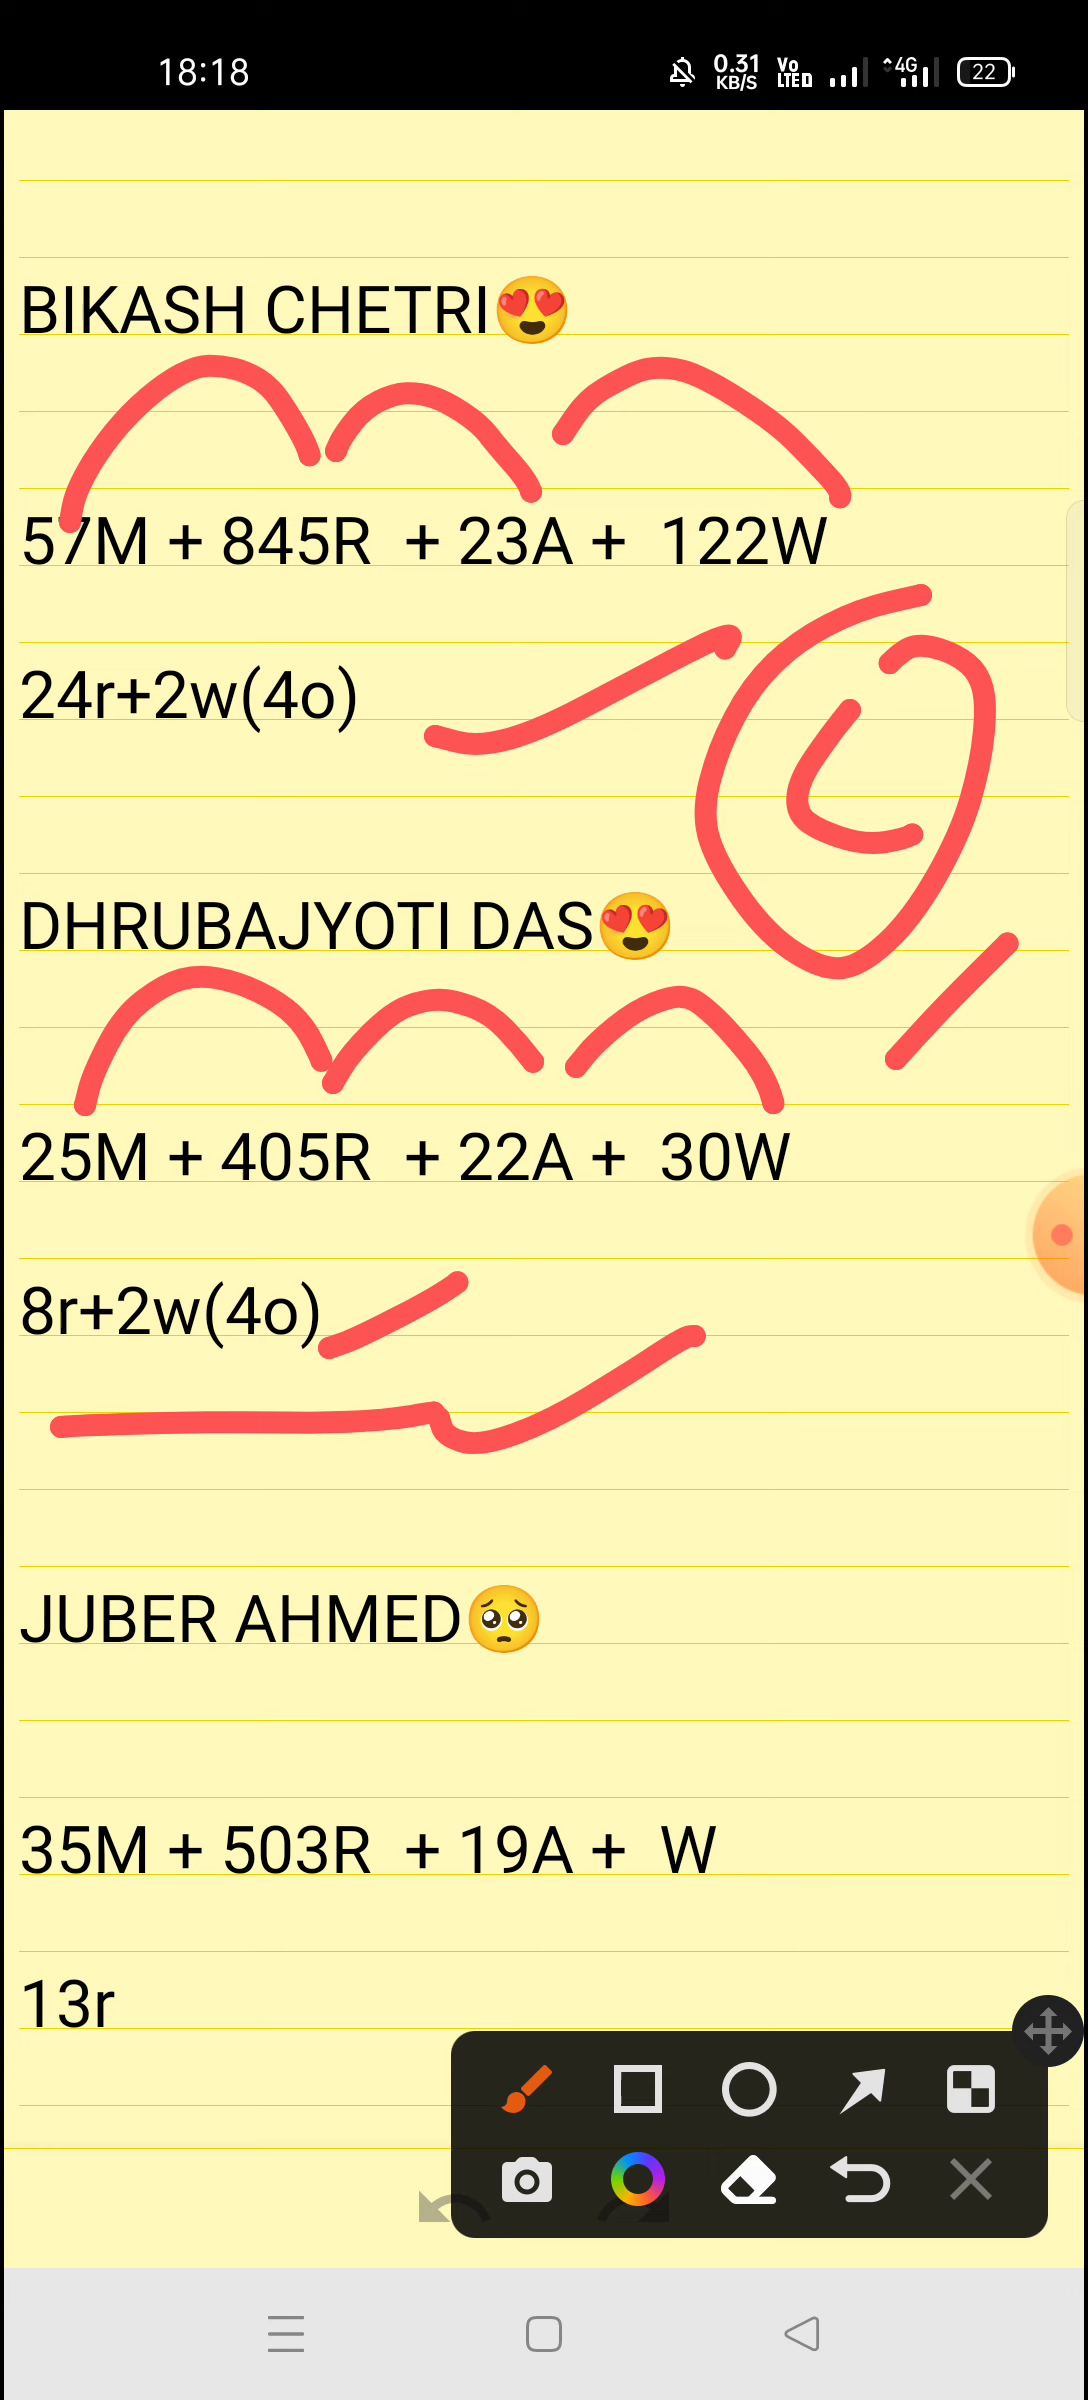 18:18 0.31 KB/S Vo LTE 4G 22
BIKASH CHETRI😍
57M + 845R + 23A + 122W
24r+2w(4o)
DHRUBAJYOTI DAS😍
25M + 405R + 22A + 30W
8r+2w(4o)
JUBER AHMED🥺
35M + 503R + 19A + W
13r